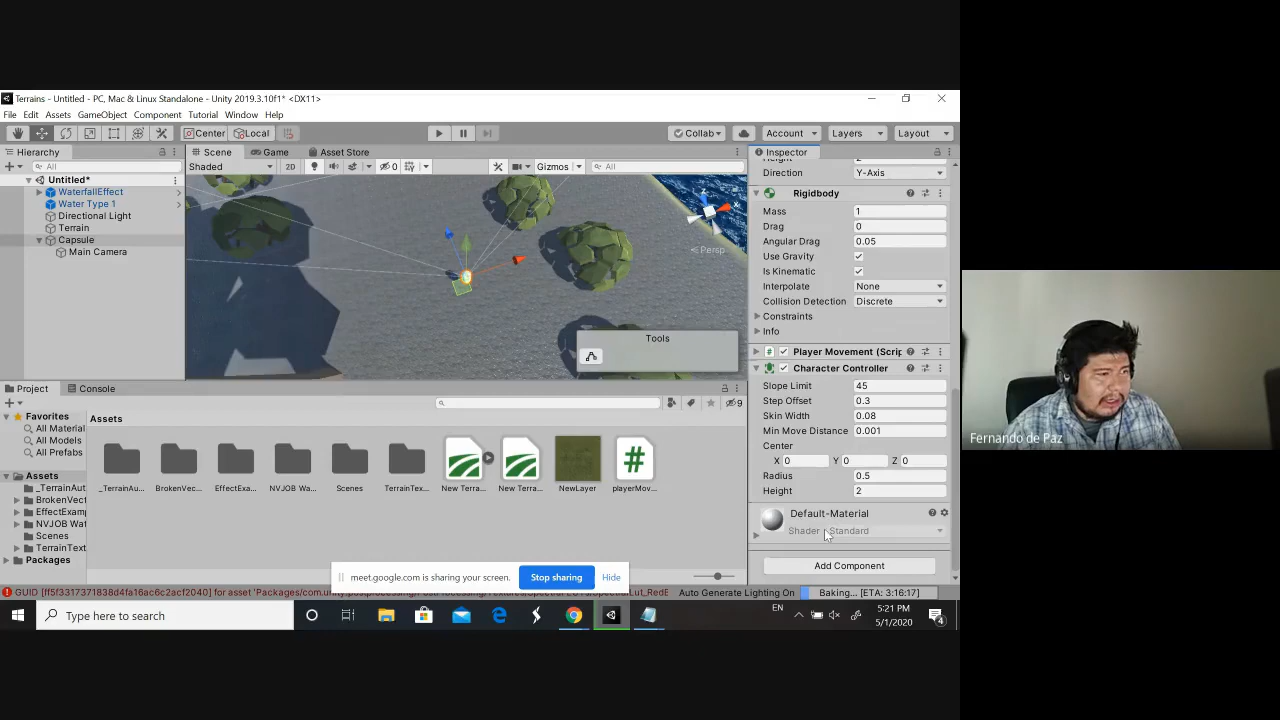 Terrains - Untitled - PC, Mac & Linux Standalone - Unity 2019.3.10f1* <DX11>
File Edit Assets GameObject Component Tutorial Window Help
Center Local Collab Account Layers Layout
Hierarchy
All
Untitled*
WaterfallEffect
Water Type 1
Directional Light
Terrain
Capsule
Main Camera
Scene Game Asset Store
Shaded 2D 0 Gizmos All
Persp
Tools
Inspector
Direction Y-Axis
Rigidbody
Mass 1
Drag 0
Angular Drag 0.05
Use Gravity
Is Kinematic
Interpolate None
Collision Detection Discrete
Constraints
Info
Player Movement (Scrip
Character Controller
Slope Limit 45
Step Offset 0.3
Skin Width 0.08
Min Move Distance 0.001
Center
X 0 Y 0 Z 0
Radius 0.5
Height 2
Default-Material
Shader Standard
Add Component
Project Console
9
Favorites
All Material
All Models
All Prefabs
Assets
_TerrainAut
BrokenVect
EffectExamp
NVJOB Wat
Scenes
TerrainText
Packages
Assets
_TerrainAu... BrokenVec... EffectExa... NVJOB Wa... Scenes TerrainTex... New Terra... New Terra... NewLayer playerMov...
meet.google.com is sharing your screen. Stop sharing Hide
Auto Generate Lighting On Baking... [ETA: 3:16:17]
Type here to search
EN
5:21 PM
5/1/2020
4
Fernando de Paz